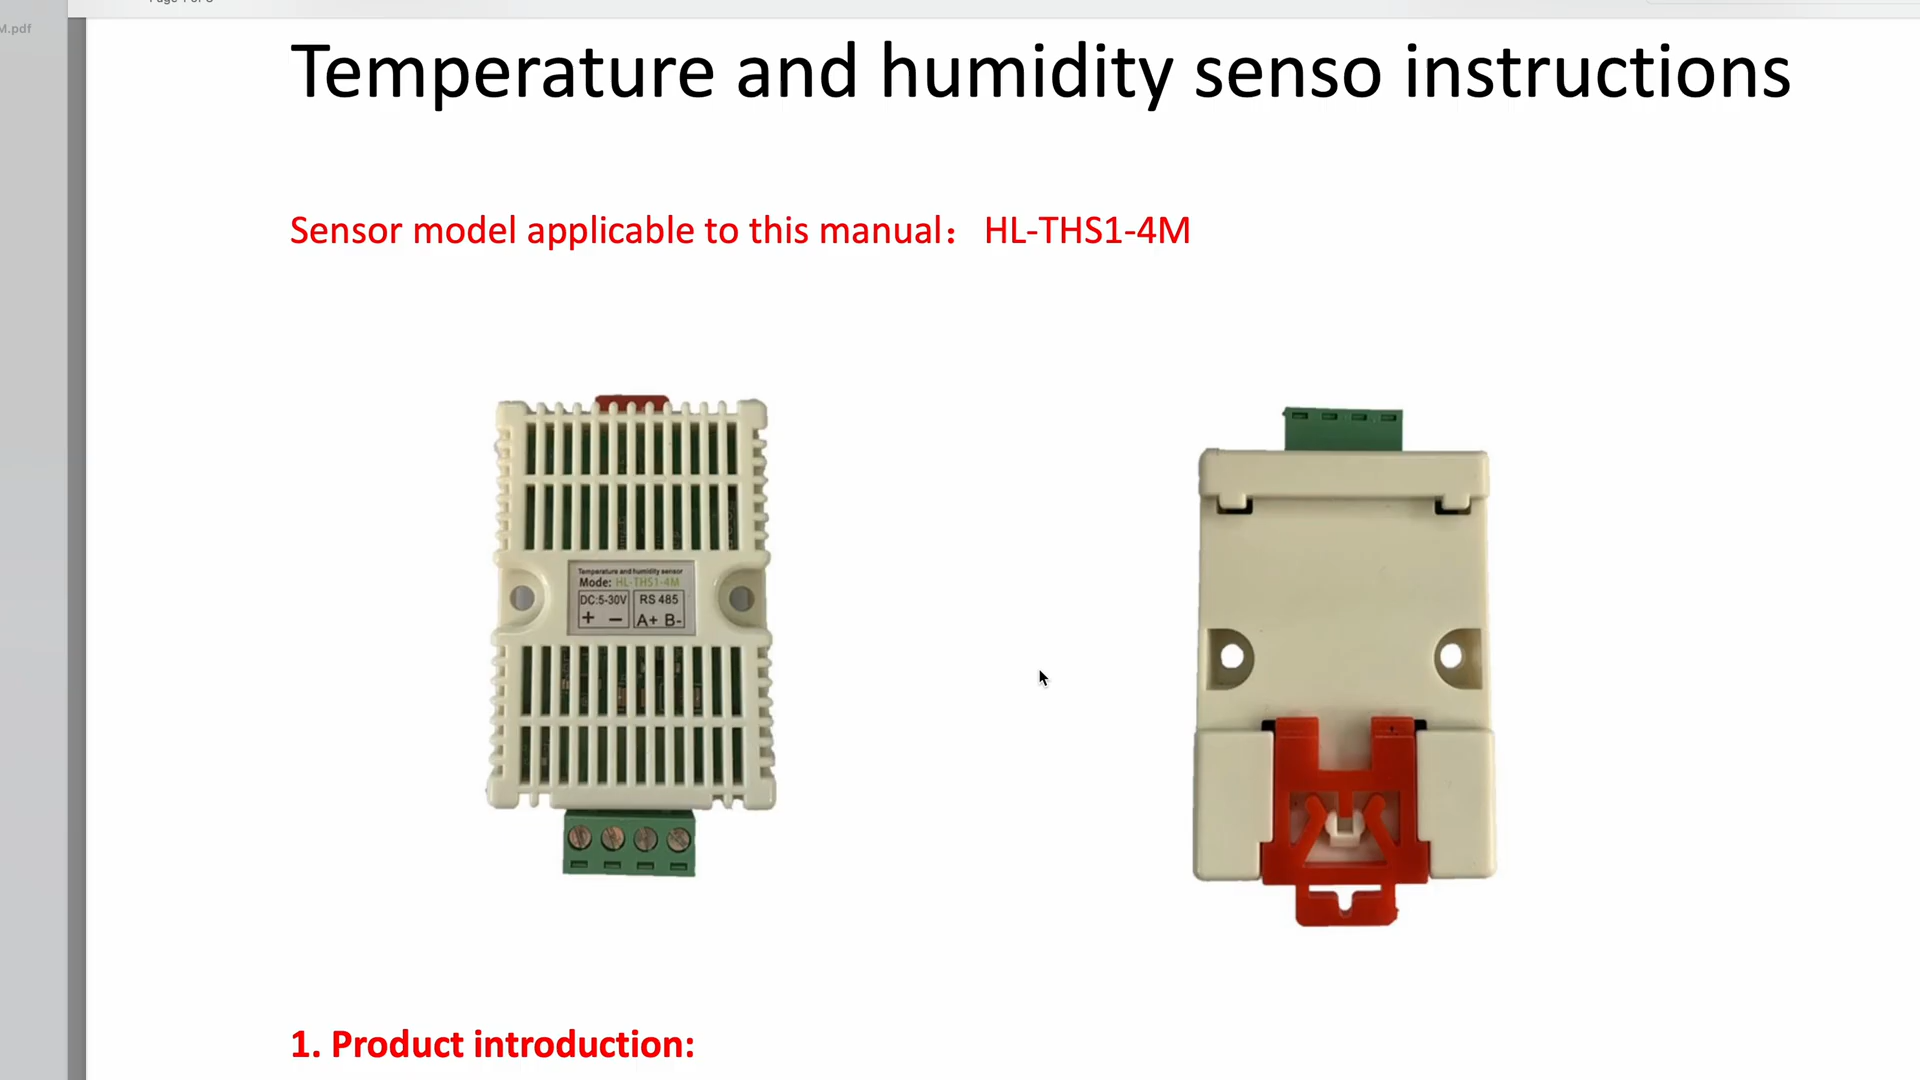 M.pdf
Temperature and humidity senso instructions
Sensor model applicable to this manual： HL-THS1-4M
Temperature and humidity sensor
Mode: HL-THS1-4M
DC:5-30V RS 485
+ − A+ B-
1. Product introduction: